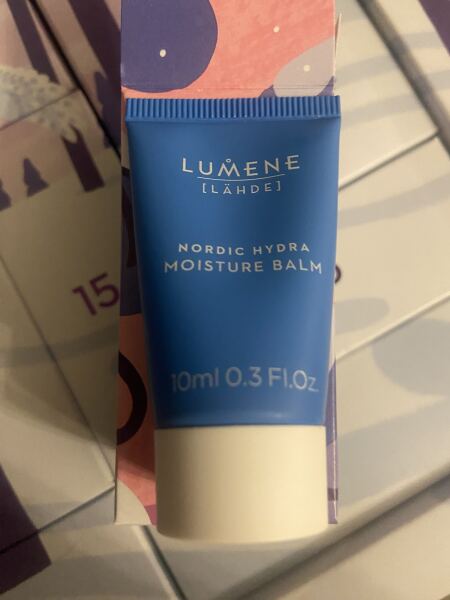 LUMENE
[LÄHDE]
NORDIC HYDRA
MOISTURE BALM
15
10ml 0.3 Fl.Oz.